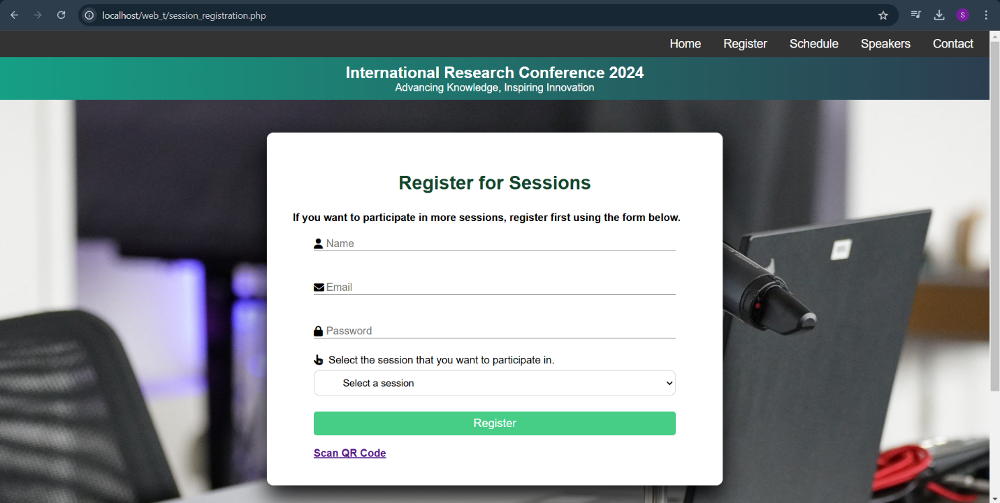 localhost/web_t/session_registration.php
S
Home Register Schedule Speakers Contact
International Research Conference 2024
Advancing Knowledge, Inspiring Innovation
Register for Sessions
If you want to participate in more sessions, register first using the form below.
Name
Email
Password
Select the session that you want to participate in.
Select a session
Register
Scan QR Code